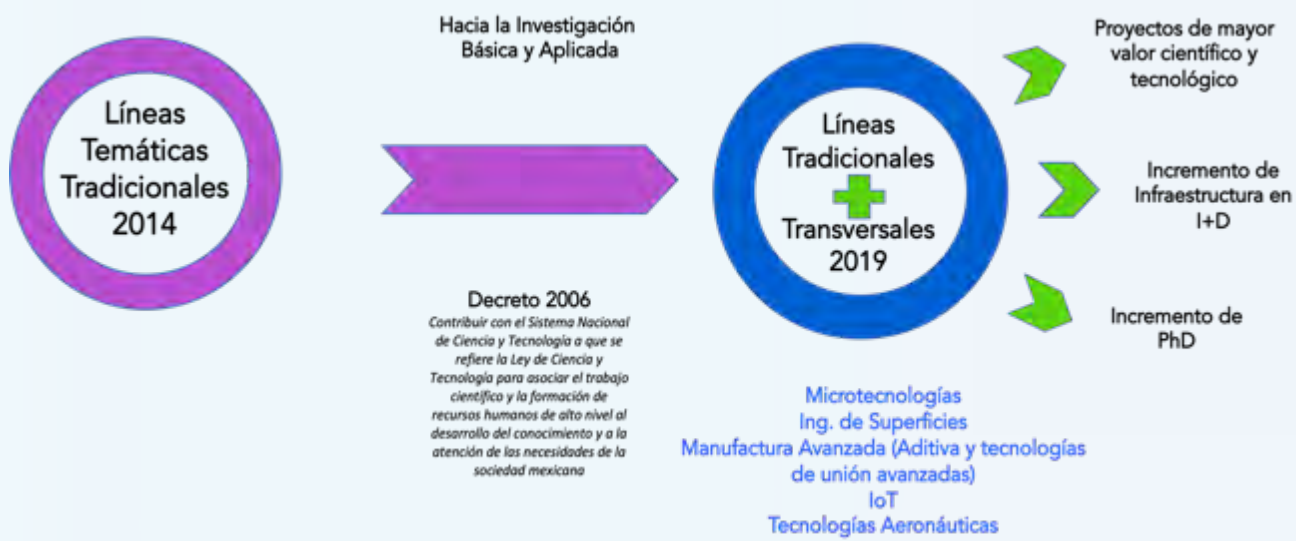 Líneas
Temáticas
Tradicionales
2014
Hacia la Investigación
Básica y Aplicada
Decreto 2006
Contribuir con el Sistema Nacional
de Ciencia y Tecnología a que se
refiere la Ley de Ciencia y
Tecnología para asociar el trabajo
científico y la formación de
recursos humanos de alto nivel al
desarrollo del conocimiento y a la
atención de las necesidades de la
sociedad mexicana
Líneas
Tradicionales
Transversales
2019
Microtecnologías
Ing. de Superficies
Manufactura Avanzada (Aditiva y tecnologías
de unión avanzadas)
IoT
Tecnologías Aeronáuticas
Proyectos de mayor
valor científico y
tecnológico
Incremento de
Infraestructura en
I+D
Incremento de
PhD